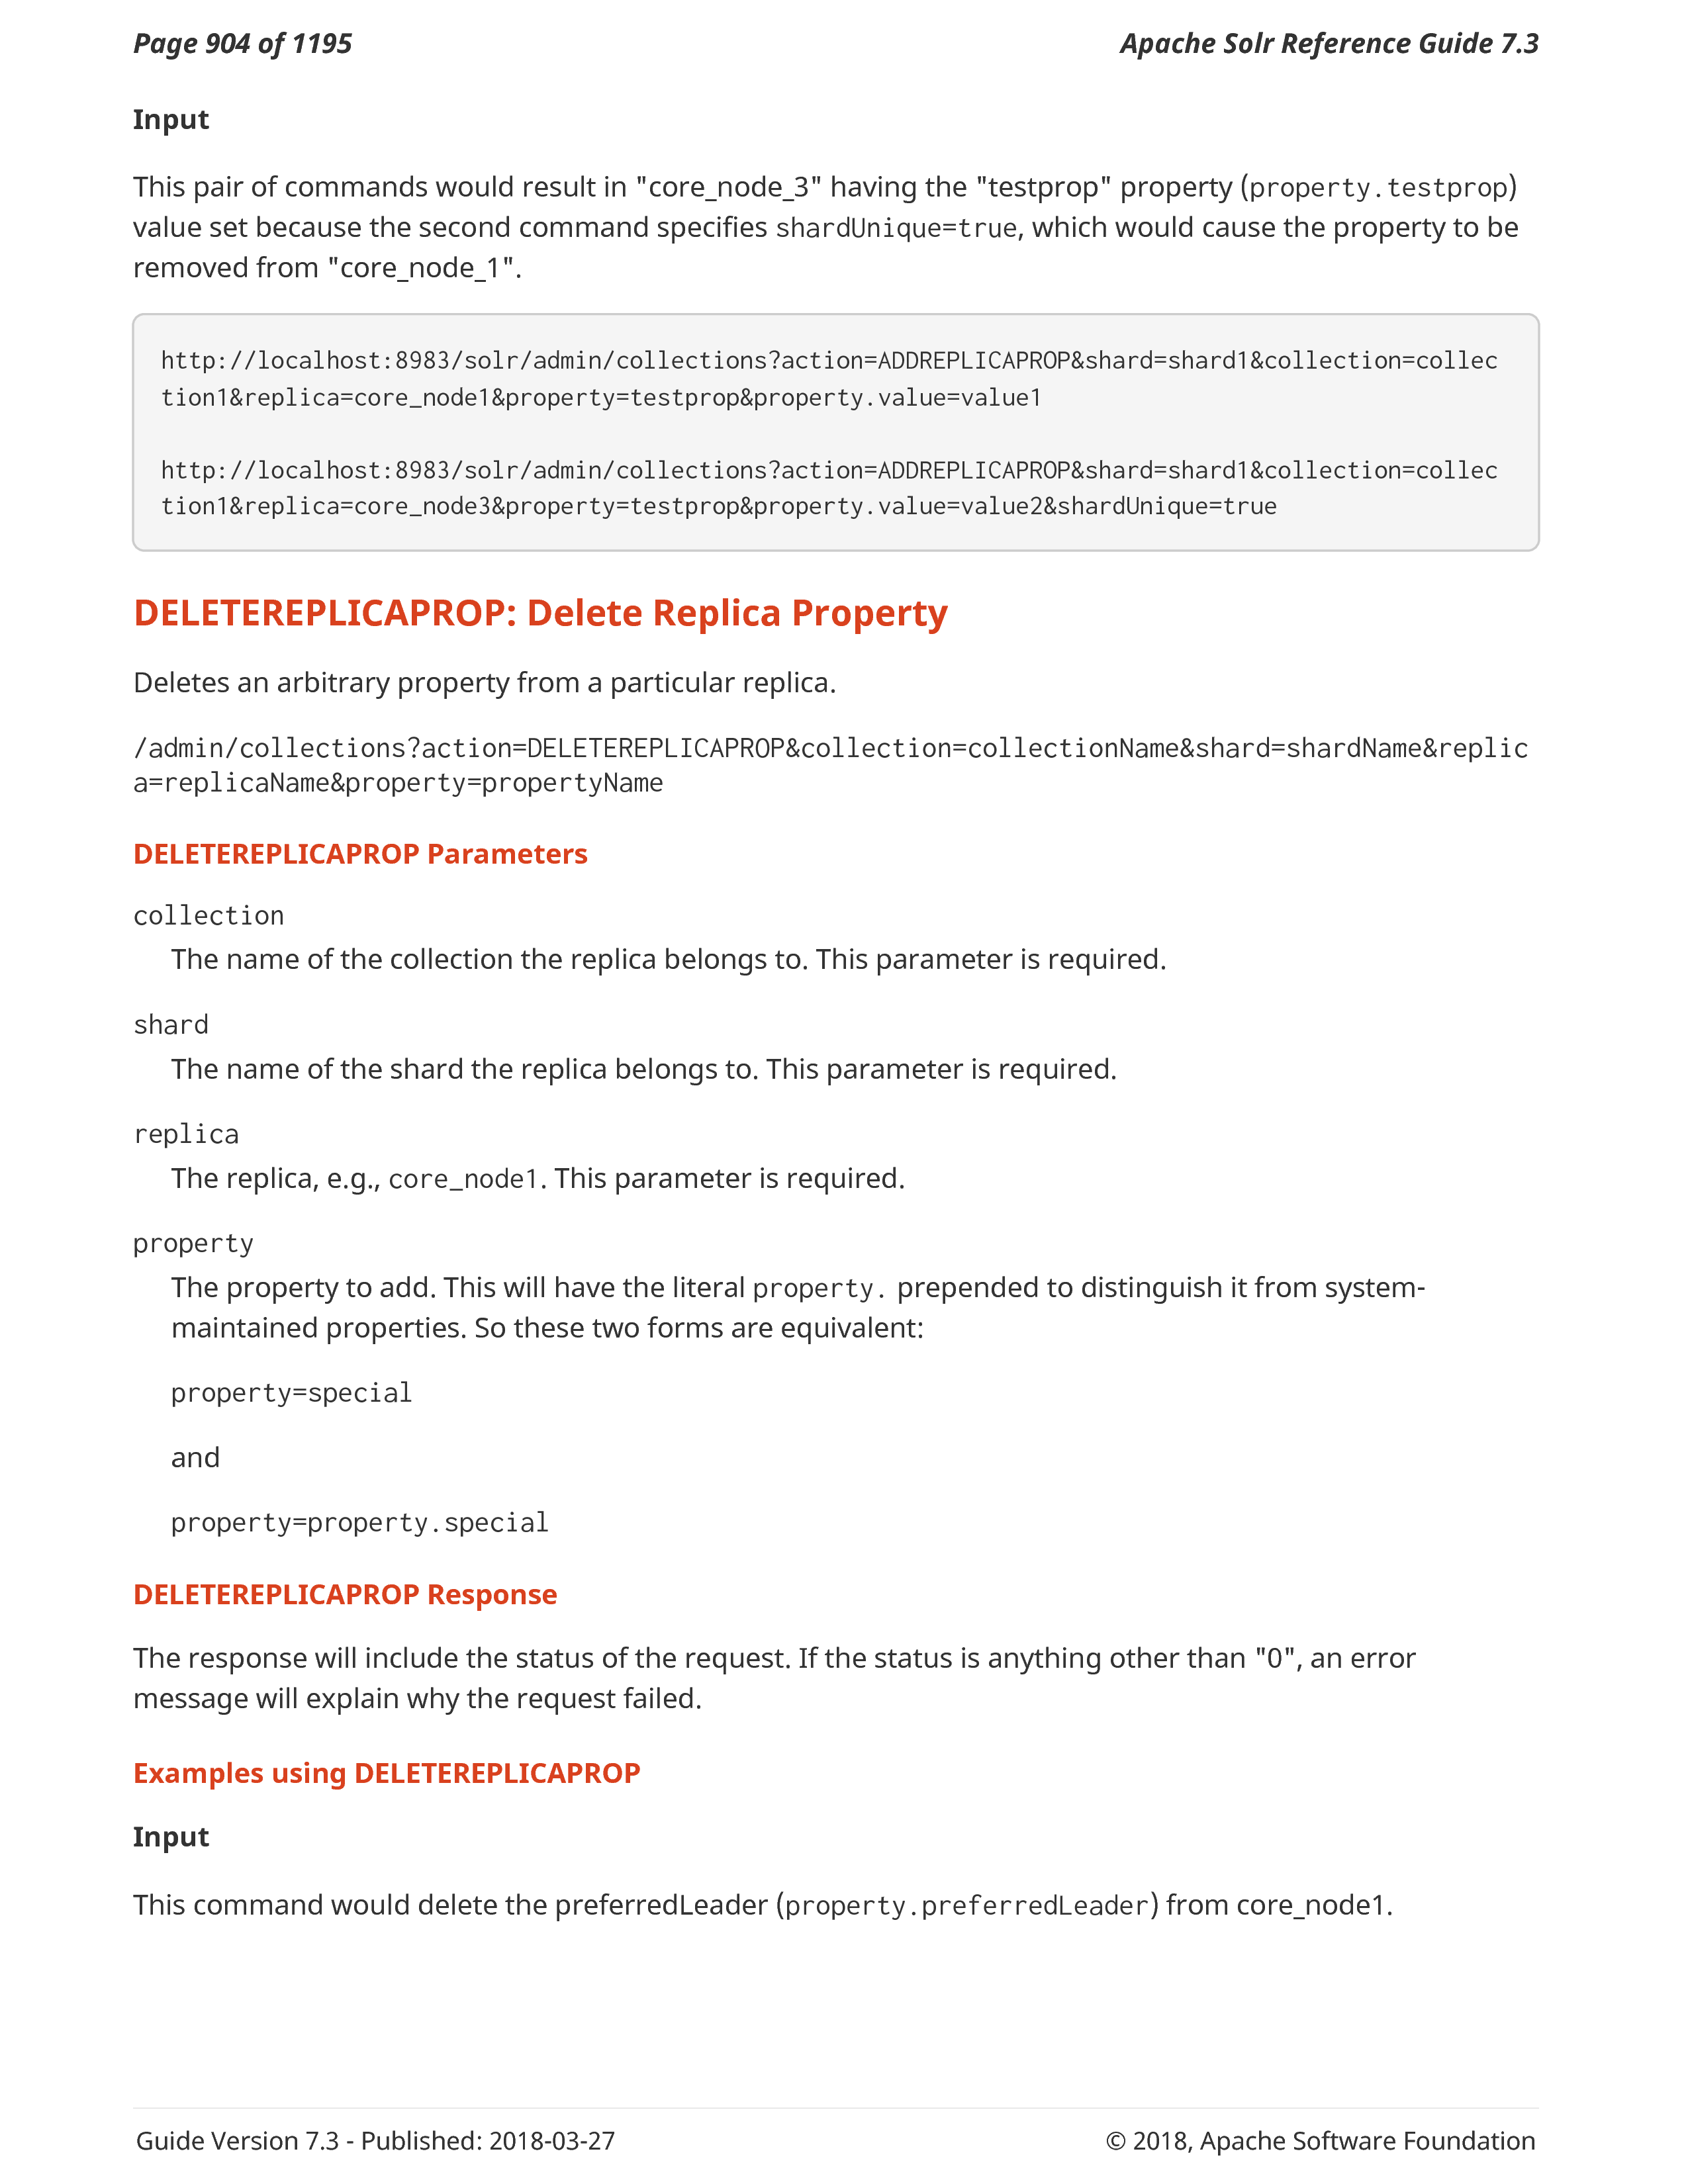 Page 904 of 1195
Apache Solr Reference Guide 7.3
Input
This pair of commands would result in "core_node_3" having the "testprop" property (property.testprop)
value set because the second command specifies shardUnique=true, which would cause the property to be
removed from "core_node_1".
http://localhost:8983/solr/admin/collections?action=ADDREPLICAPROP&shard=shard1&collection=collec
tion1&replica=core_node1&property=testprop&property.value=value1
http://localhost:8983/solr/admin/collections?action=ADDREPLICAPROP&shard=shard1&collection=collec
tion1&replica=core_node3&property=testprop&property.value=value2&shardUnique=true
DELETEREPLICAPROP: Delete Replica Property
Deletes an arbitrary property from a particular replica.
/admin/collections?action=DELETEREPLICAPROP&collection=collectionName&shard=shardName&replic
a=replicaName&property=propertyName
DELETEREPLICAPROP Parameters
collection
The name of the collection the replica belongs to. This parameter is required.
shard
The name of the shard the replica belongs to. This parameter is required.
replica
The replica, e.g., core_node1. This parameter is required.
property
The property to add. This will have the literal property. prepended to distinguish it from system-
maintained properties. So these two forms are equivalent:
property=special
and
property=property.special
DELETEREPLICAPROP Response
The response will include the status of the request. If the status is anything other than "0", an error
message will explain why the request failed.
Examples using DELETEREPLICAPROP
Input
This command would delete the preferredLeader (property.preferredLeader) from core_node1.
Guide Version 7.3 - Published: 2018-03-27
© 2018, Apache Software Foundation